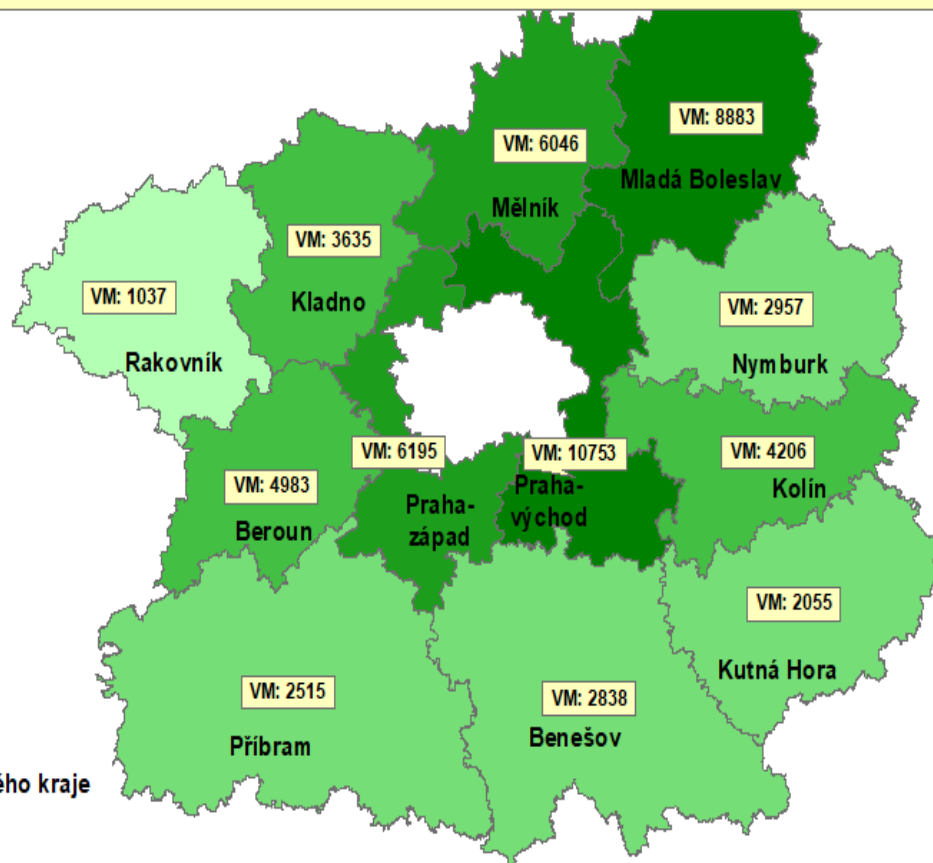 VM: 8883
Mladá Boleslav
VM: 6046
Mělník
VM: 3635
Kladno
VM: 1037
Rakovník
VM: 2957
Nymburk
VM: 6195
Praha-
západ
VM: 10753
Praha-
východ
VM: 4206
Kolín
VM: 4983
Beroun
VM: 2055
Kutná Hora
VM: 2515
Příbram
VM: 2838
Benešov
ého kraje